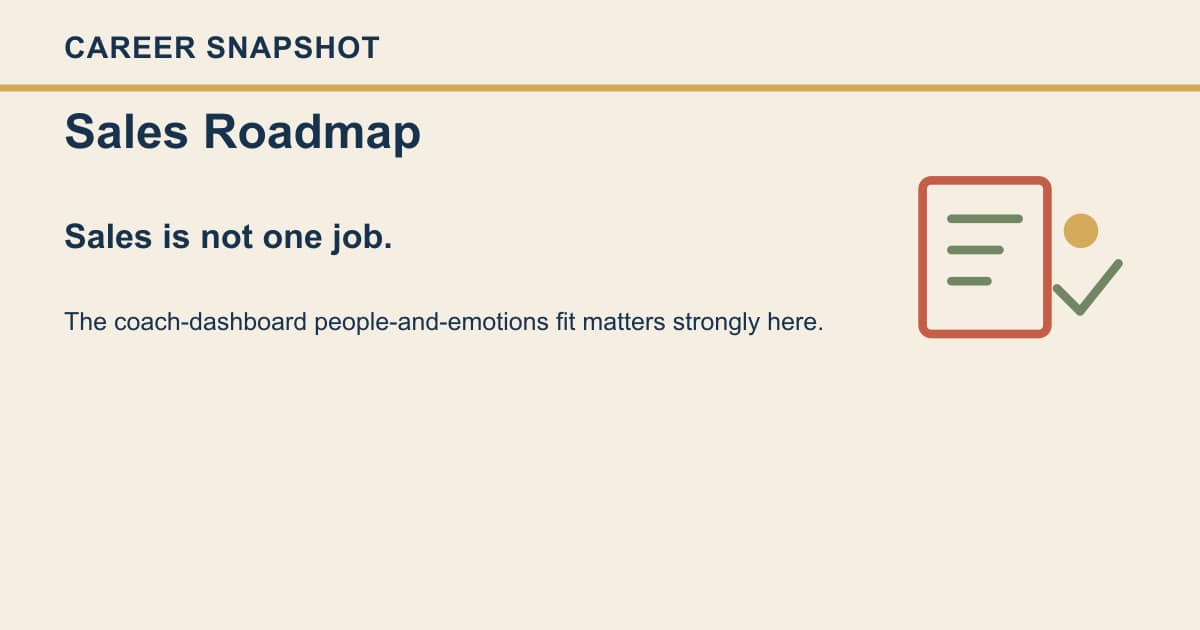 CAREER SNAPSHOT
Sales Roadmap
Sales is not one job.
The coach-dashboard people-and-emotions fit matters strongly here.